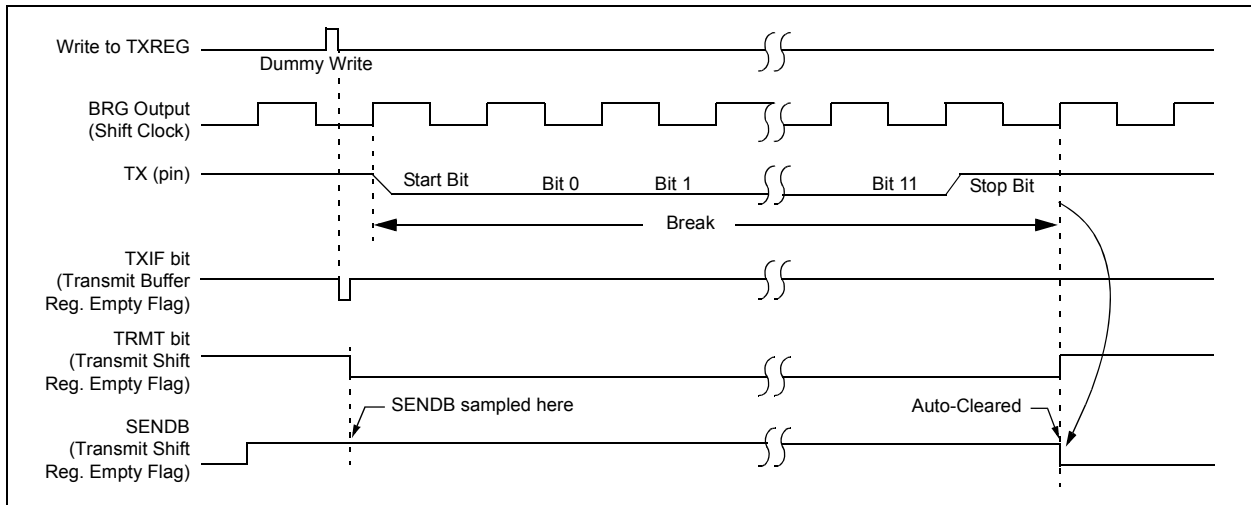 Write to TXREG
Dummy Write
BRG Output
(Shift Clock)
TX (pin)
Start Bit
Bit 0
Bit 1
Bit 11
Stop Bit
Break
TXIF bit
(Transmit Buffer
Reg. Empty Flag)
TRMT bit
(Transmit Shift
Reg. Empty Flag)
SENDB sampled here
Auto-Cleared
SENDB
(Transmit Shift
Reg. Empty Flag)